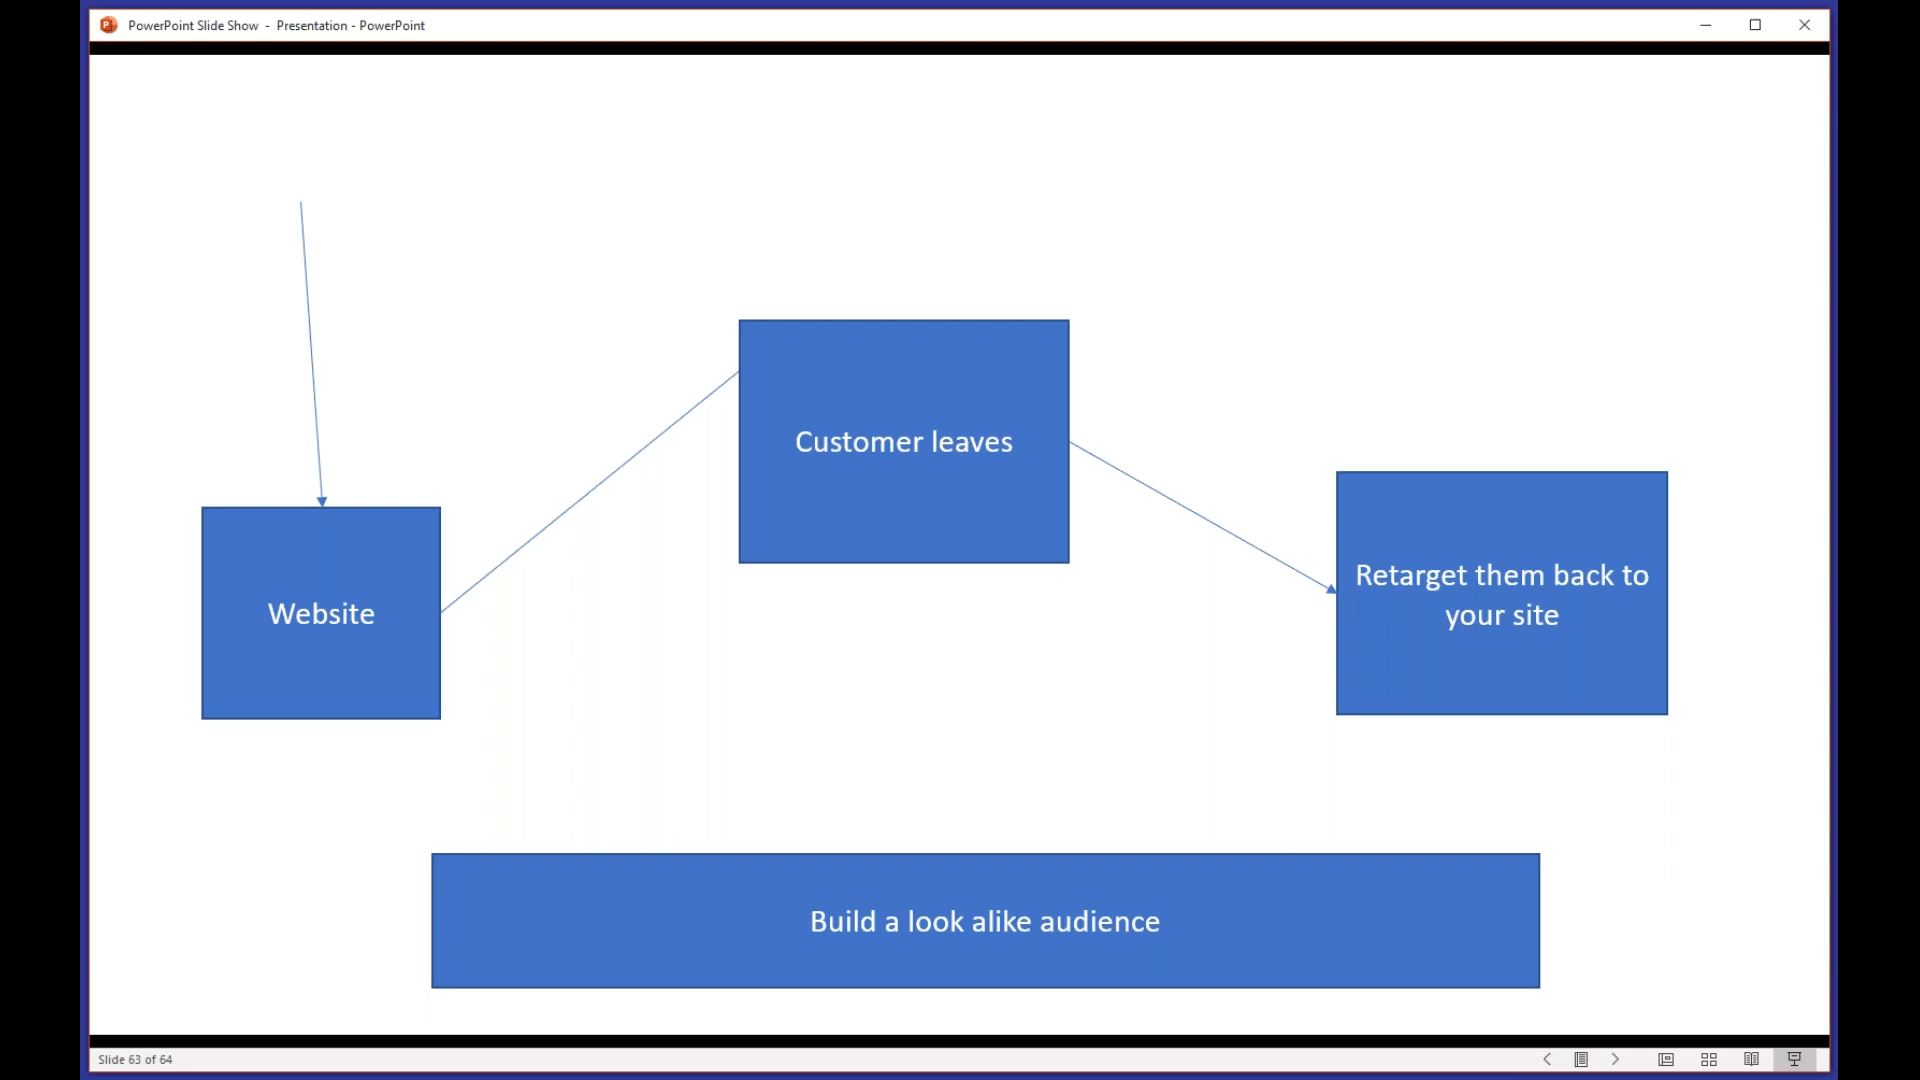 PowerPoint Slide Show - Presentation - PowerPoint
Customer leaves
Website
Retarget them back to
your site
Build a look alike audience
Slide 63 of 64